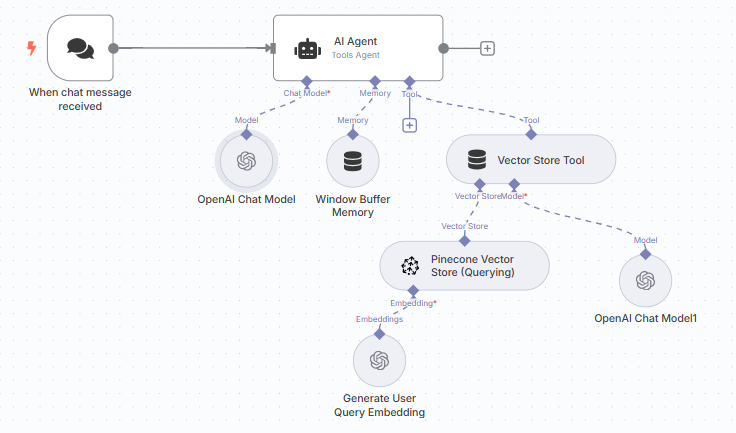 AI Agent
Tools Agent
When chat message
received
Chat Model*
Memory
Tool
Model
Memory
Tool
OpenAI Chat Model
Window Buffer
Memory
Vector Store Tool
Vector Store
Model*
Vector Store
Model
Pinecone Vector
Store (Querying)
Embedding*
OpenAI Chat Model1
Embeddings
Generate User
Query Embedding